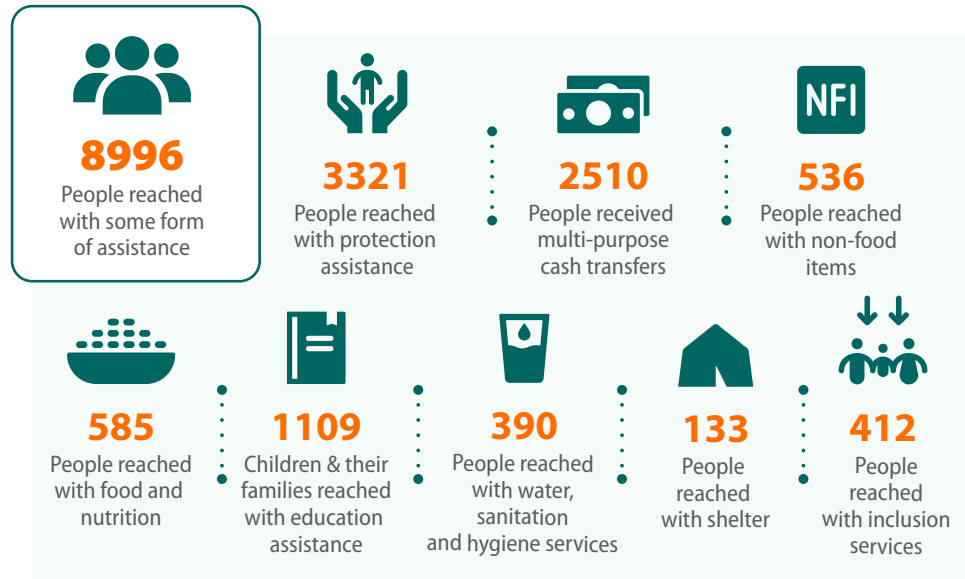 8996
People reached
with some form
of assistance
3321
People reached
with protection
assistance
2510
People received
multi-purpose
cash transfers
NFI
536
People reached
with non-food
items
585
People reached
with food and
nutrition
1109
Children & their
families reached
with education
assistance
390
People reached
with water,
sanitation
and hygiene services
133
People
reached
with shelter
412
People
reached
with inclusion
services